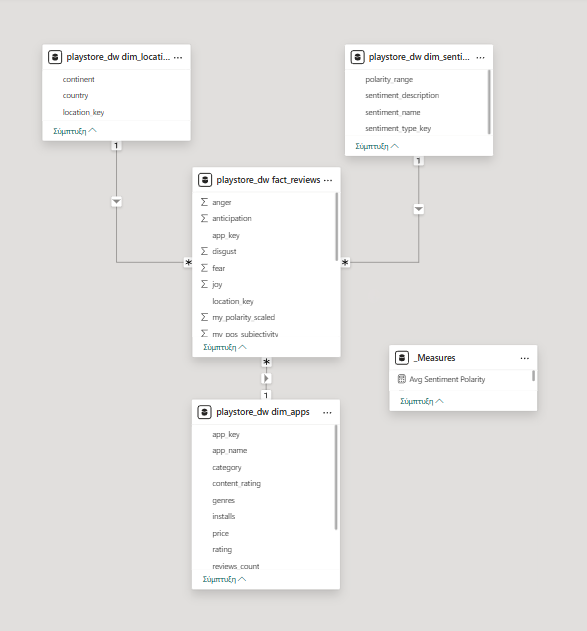 playstore_dw dim_locati...
continent
country
location_key
Σύμπτυξη
playstore_dw dim_senti...
polarity_range
sentiment_description
sentiment_name
sentiment_type_key
Σύμπτυξη
1
1
playstore_dw fact_reviews
anger
anticipation
app_key
disgust
fear
joy
location_key
my_polarity_scaled
my_pos_subjectivity
Σύμπτυξη
*
*
*
1
_Measures
Avg Sentiment Polarity
Σύμπτυξη
playstore_dw dim_apps
app_key
app_name
category
content_rating
genres
installs
price
rating
reviews_count
Σύμπτυξη